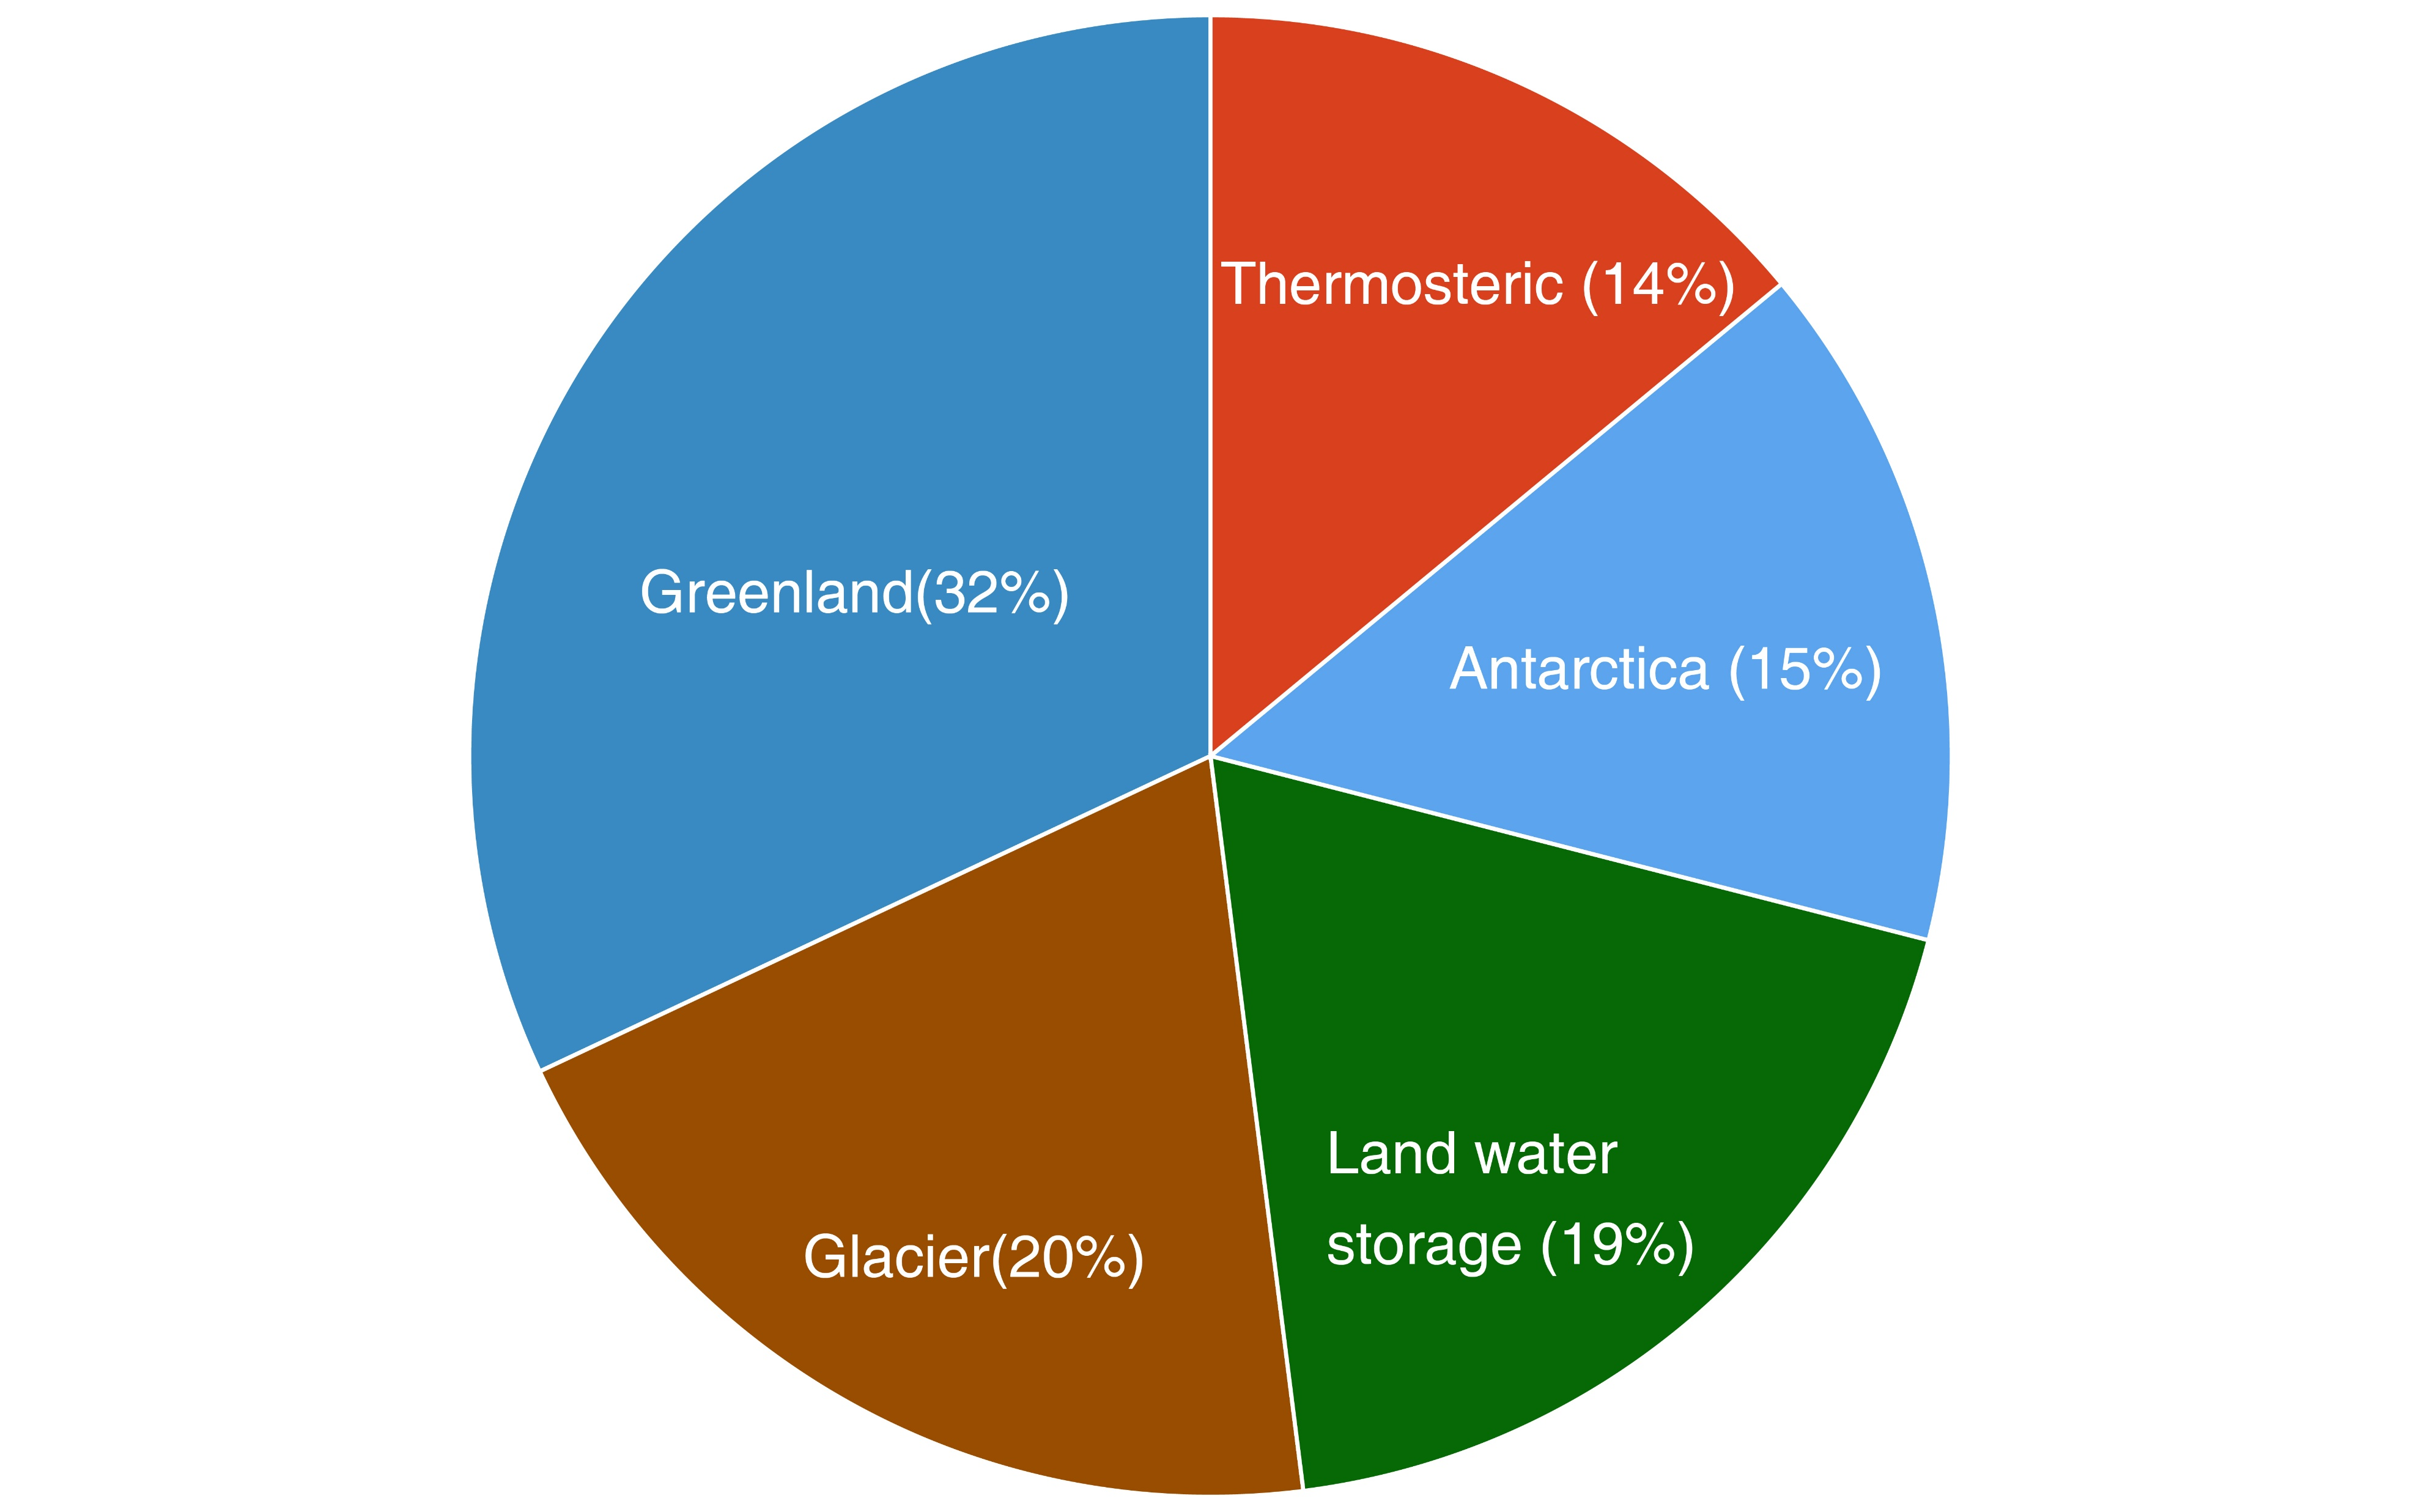 Thermosteric (14%)
Greenland(32%)
Antarctica (15%)
Land water
storage (19%)
Glacier(20%)